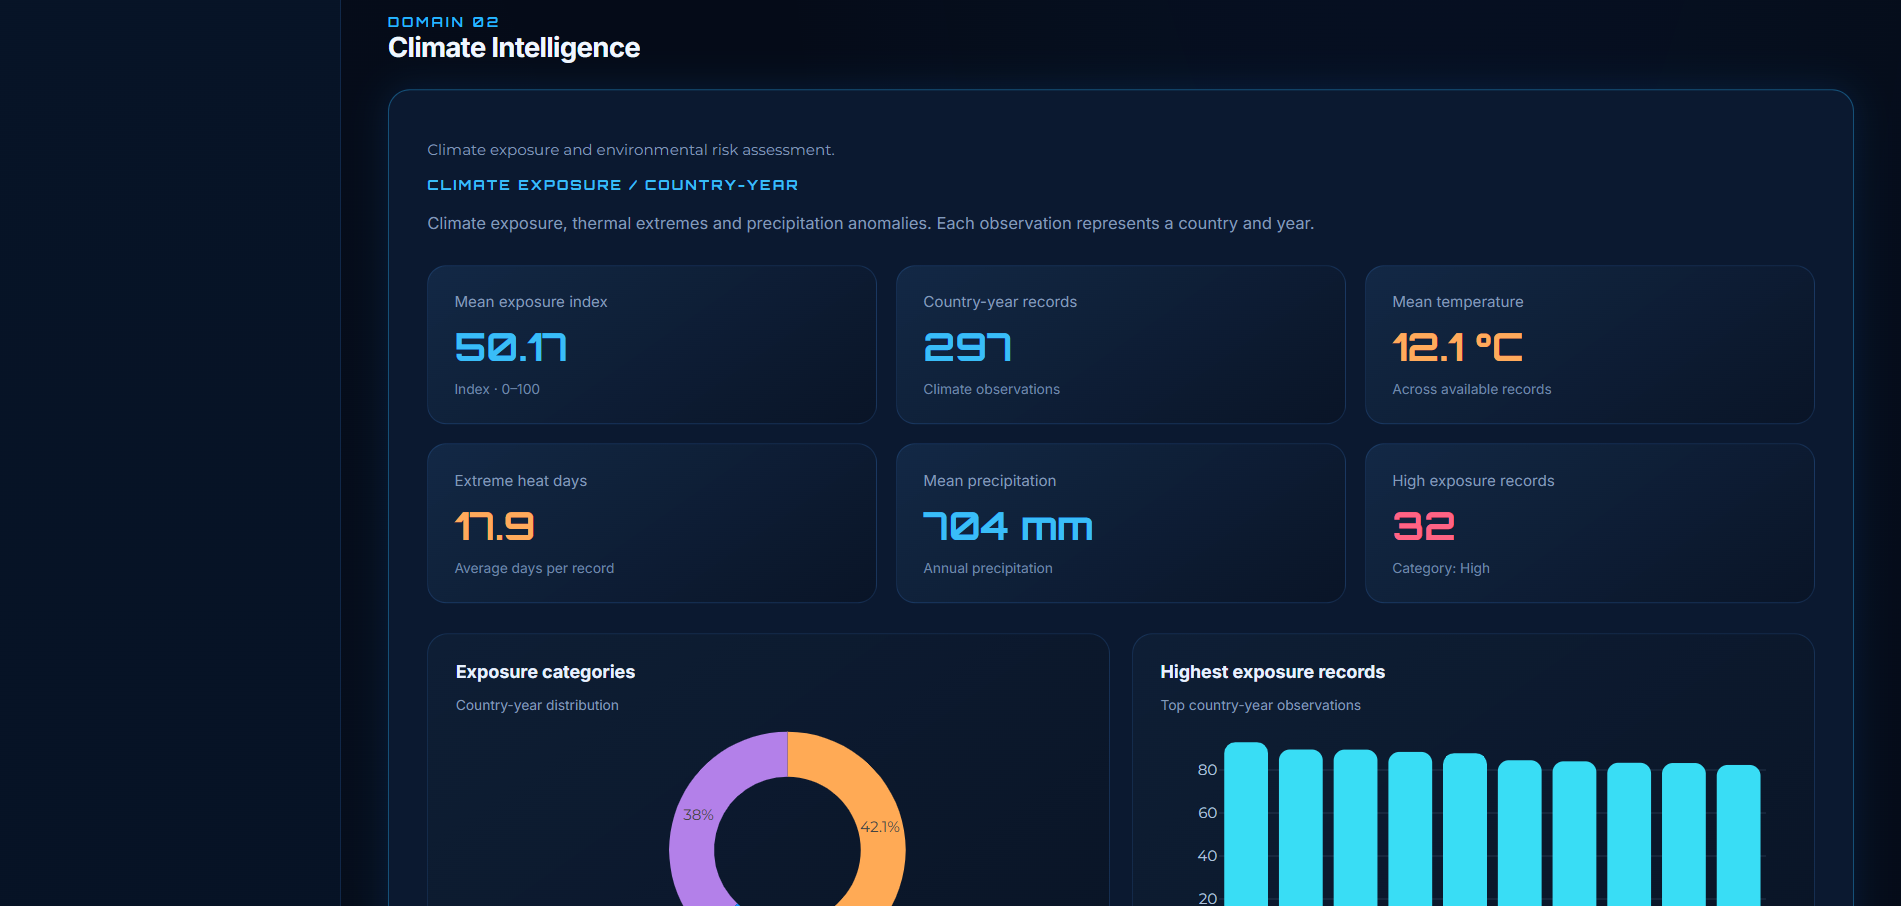 DOMAIN 02
Climate Intelligence
Climate exposure and environmental risk assessment.
CLIMATE EXPOSURE / COUNTRY-YEAR
Climate exposure, thermal extremes and precipitation anomalies. Each observation represents a country and year.
Mean exposure index
50.17
Index · 0–100
Country-year records
297
Climate observations
Mean temperature
12.1 °C
Across available records
Extreme heat days
17.9
Average days per record
Mean precipitation
704 mm
Annual precipitation
High exposure records
32
Category: High
Exposure categories
Country-year distribution
38%
42.1%
Highest exposure records
Top country-year observations
80
60
40
20